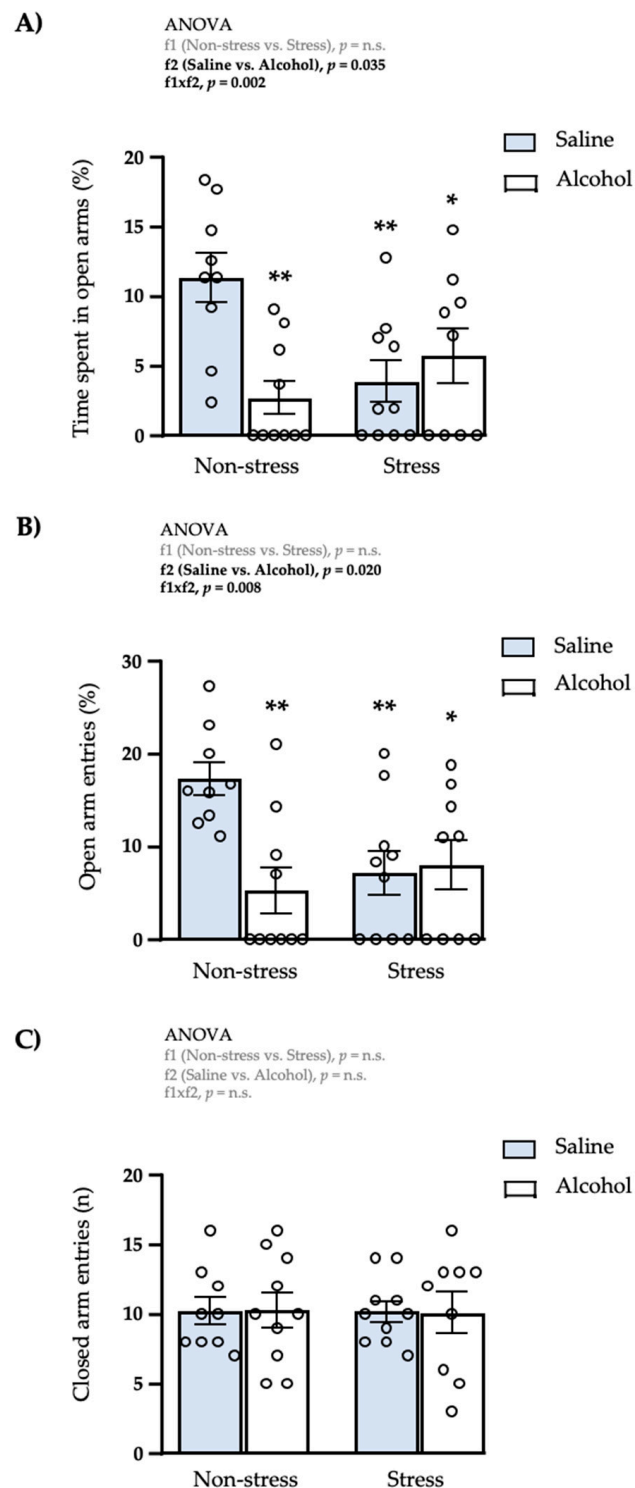 A)
ANOVA
f1 (Non-stress vs. Stress), p = n.s.
f2 (Saline vs. Alcohol), p = 0.035
f1xf2, p = 0.002
Saline
Alcohol
Time spent in open arms (%)
20
15
10
5
0
**
**
*
Non-stress
Stress
B)
ANOVA
f1 (Non-stress vs. Stress), p = n.s.
f2 (Saline vs. Alcohol), p = 0.020
f1xf2, p = 0.008
Saline
Alcohol
Open arm entries (%)
30
20
10
0
**
**
*
Non-stress
Stress
C)
ANOVA
f1 (Non-stress vs. Stress), p = n.s.
f2 (Saline vs. Alcohol), p = n.s.
f1xf2, p = n.s.
Saline
Alcohol
Closed arm entries (n)
20
15
10
5
0
Non-stress
Stress